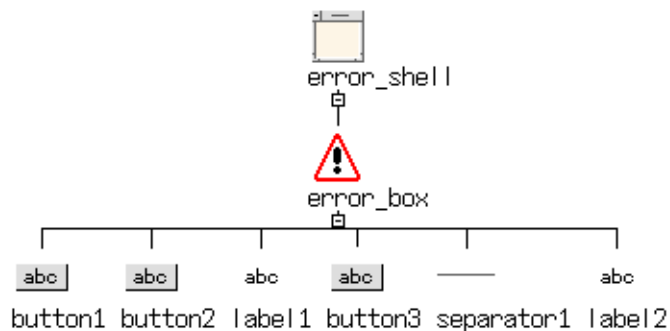 error_shell
error_box
abc abc abc abc abc
button1 button2 label1 button3 separator1 label2